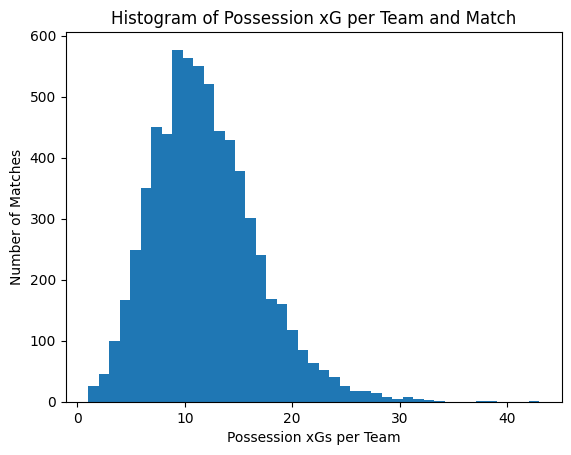 Histogram of Possession xG per Team and Match
Number of Matches
600
500
400
300
200
100
0
0 10 20 30 40
Possession xGs per Team